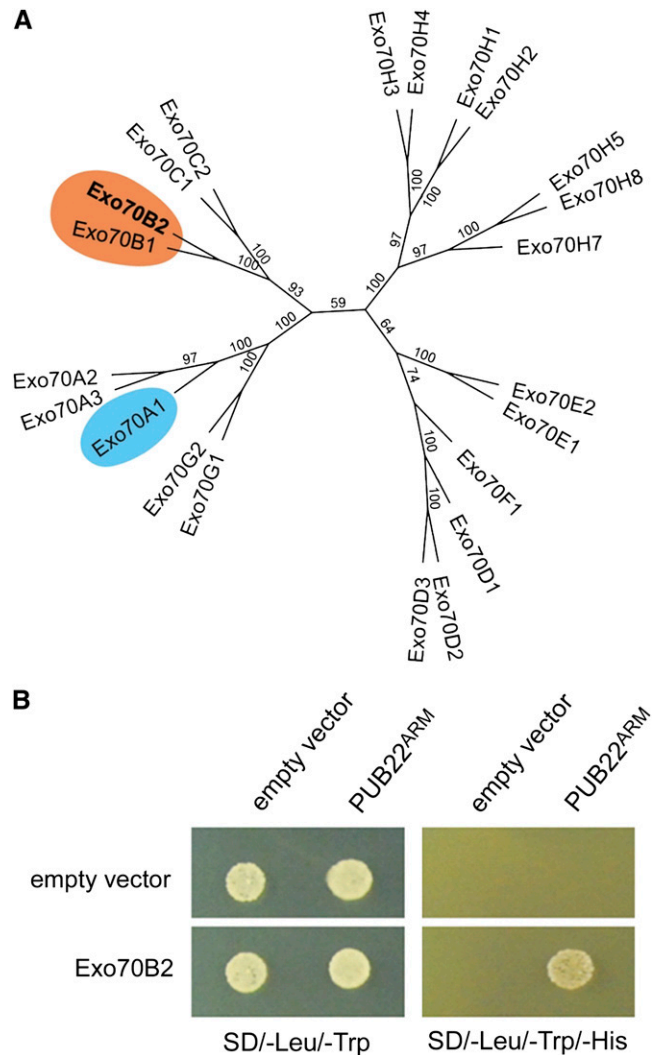 A
Exo70H3
Exo70H4
Exo70H1
Exo70H2
Exo70H5
Exo70H8
Exo70H7
Exo70C2
Exo70C1
Exo70B2
Exo70B1
Exo70A2
Exo70A3
Exo70A1
Exo70G2
Exo70G1
Exo70E2
Exo70E1
Exo70F1
Exo70D1
Exo70D2
Exo70D3
100
100
97
100
97
100
100
100
93
59
100
64
97
100
100
100
74
100
100
B
empty vector
PUB22ARM
empty vector
PUB22ARM
empty vector
Exo70B2
SD/-Leu/-Trp
SD/-Leu/-Trp/-His